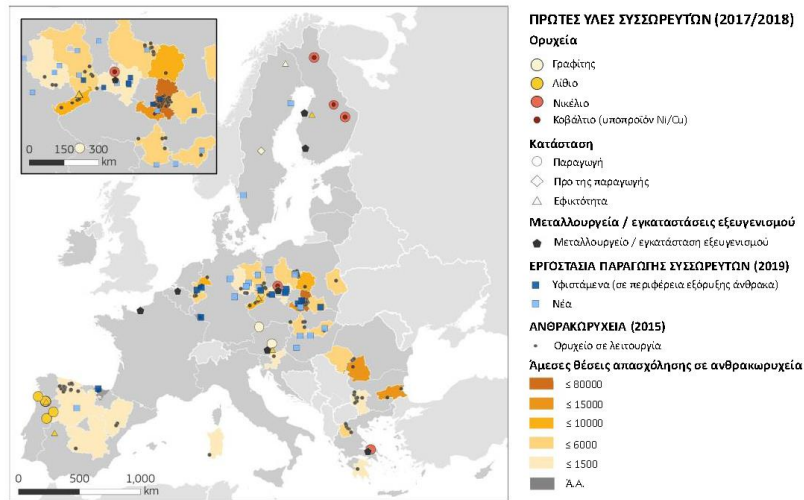 ΠΡΩΤΕΣ ΥΛΕΣ ΣΥΣΣΩΡΕΥΤΩΝ (2017/2018)
Ορυχεία
Γραφίτης
Λίθιο
Νικέλιο
Κοβάλτιο (υποπροϊόν Ni/Cu)
Κατάσταση
Παραγωγή
Προ της παραγωγής
Εφικτότητα
Μεταλλουργεία / εγκαταστάσεις εξευγενισμού
Μεταλλουργείο / εγκατάσταση εξευγενισμού
ΕΡΓΟΣΤΑΣΙΑ ΠΑΡΑΓΩΓΗΣ ΣΥΣΣΩΡΕΥΤΩΝ (2019)
Υφιστάμενα (σε περιφέρεια εξόρυξης άνθρακα)
Νέα
ΑΝΘΡΑΚΩΡΥΧΕΙΑ (2015)
Ορυχείο σε λειτουργία
Άμεσες θέσεις απασχόλησης σε ανθρακωρυχεία
≤ 80000
≤ 15000
≤ 10000
≤ 6000
≤ 1500
Ά.Α.
0 150 300
km
0 500 1,000
km